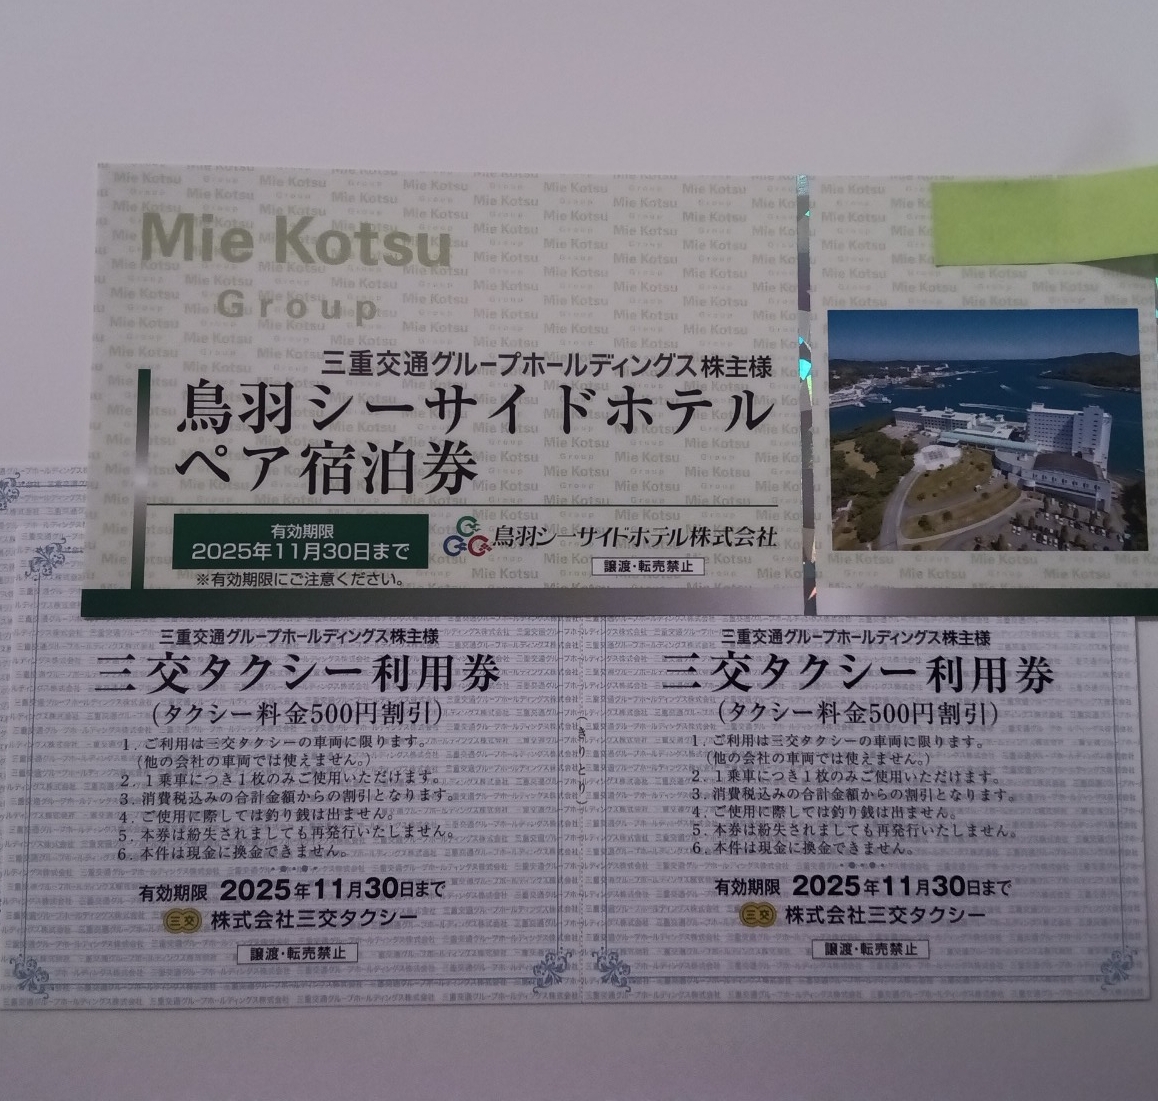 Mie Kotsu
Group
三重交通グループホールディングス株主様
鳥羽シーサイドホテル
ペア宿泊券
有効期限
2025年11月30日まで
※有効期限にご注意ください。
鳥羽シーサイドホテル株式会社
譲渡・転売禁止
三重交通グループホールディングス株主様
三交タクシー利用券
(タクシー料金500円割引)
1. ご利用は三交タクシーの車両に限ります。
(他の会社の車両では使えません。)
2. 1乗車につき1枚のみご使用いただけます。
3. 消費税込みの合計金額からの割引となります。
4. ご使用に際しては釣り銭は出ません。
5. 本券は紛失されましても再発行いたしません。
6. 本件は現金に換金できません。
有効期限 2025年11月30日まで
三交 株式会社三交タクシー
譲渡・転売禁止
(きりとり)
三重交通グループホールディングス株主様
三交タクシー利用券
(タクシー料金500円割引)
1. ご利用は三交タクシーの車両に限ります。
(他の会社の車両では使えません。)
2. 1乗車につき1枚のみご使用いただけます。
3. 消費税込みの合計金額からの割引となります。
4. ご使用に際しては釣り銭は出ません。
5. 本券は紛失されましても再発行いたしません。
6. 本件は現金に換金できません。
有効期限 2025年11月30日まで
三交 株式会社三交タクシー
譲渡・転売禁止